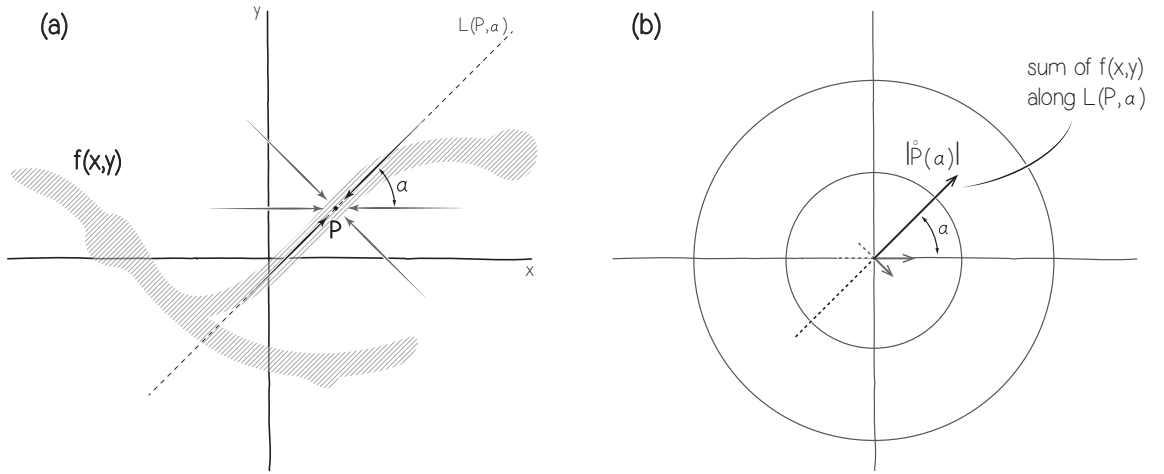 (a)
y
L(P,α)
f(x,y)
α
P
x
(b)
sum of f(x,y)
along L(P,α)
|P̊(α)|
α